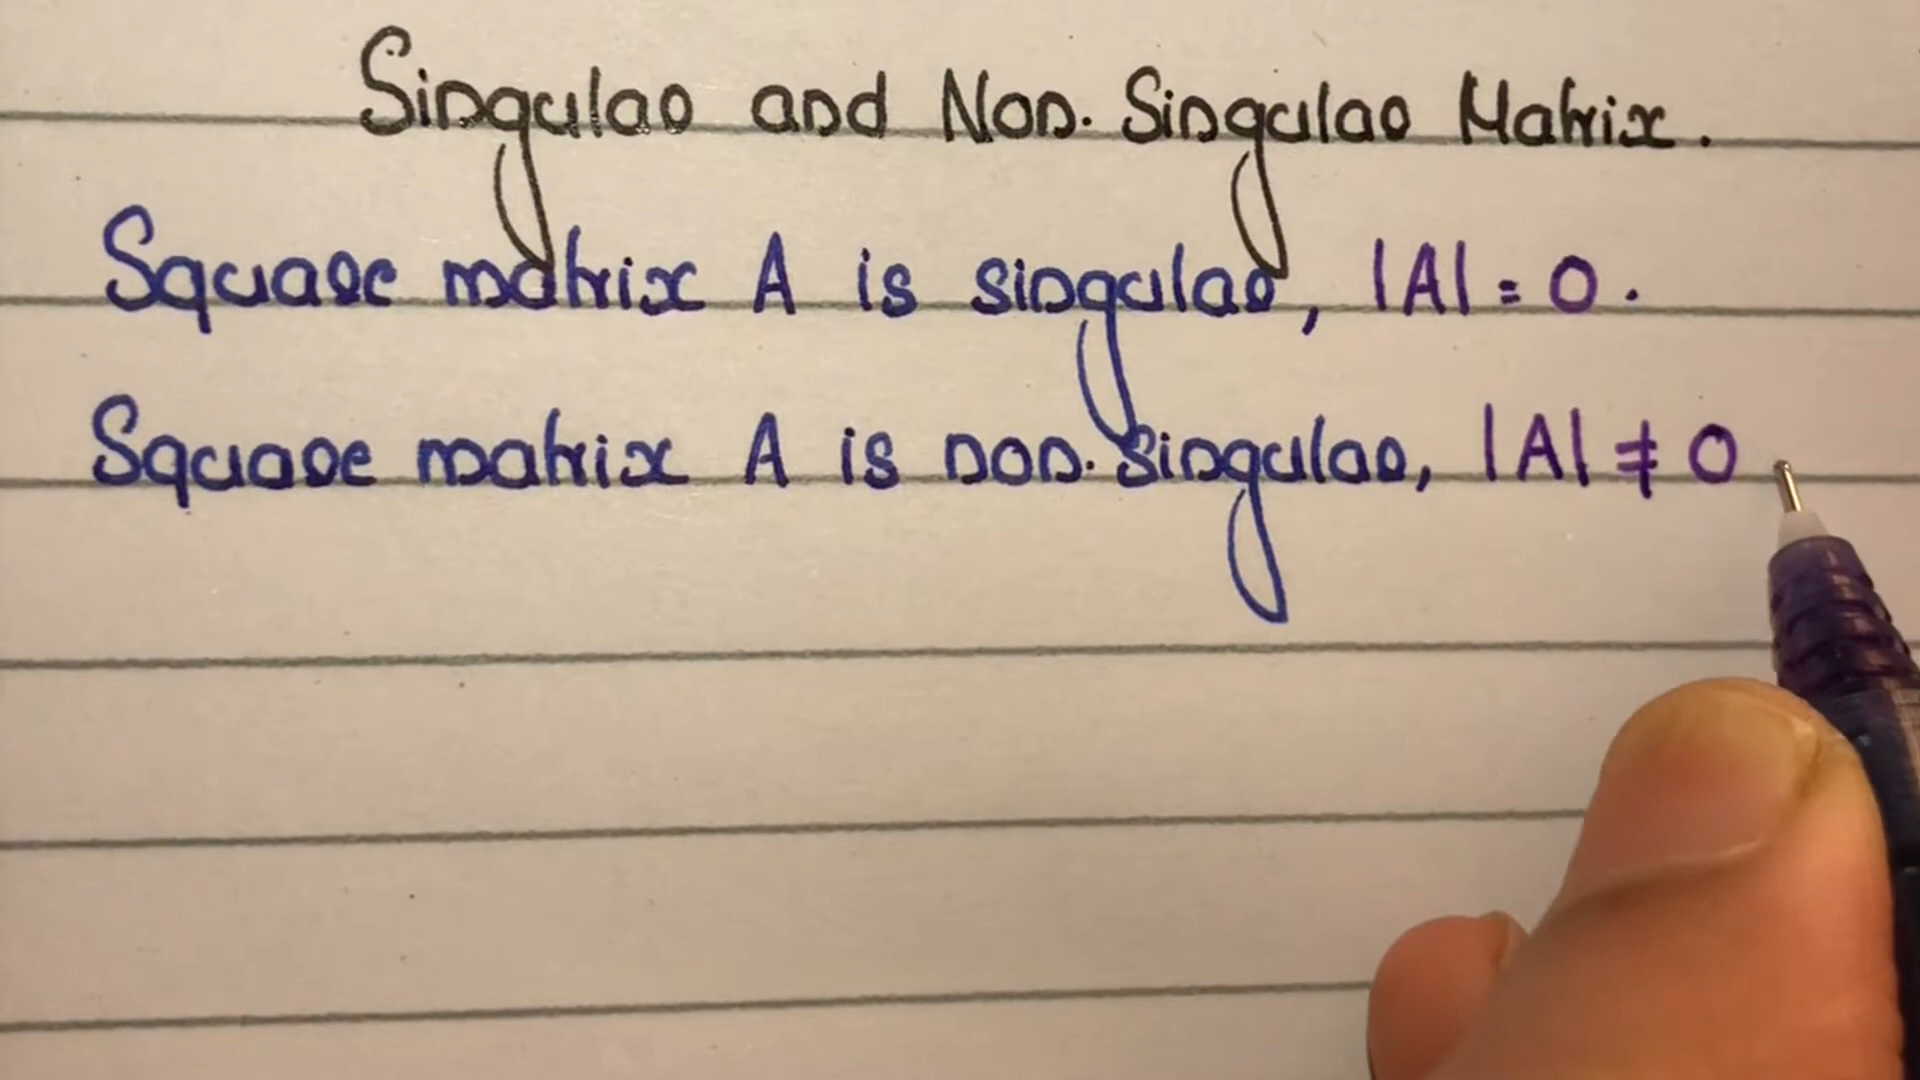 Singular and Non-Singular Matrix.
Square matrix A is singular, |A| = 0.
Square matrix A is non-singular, |A| ≠ 0